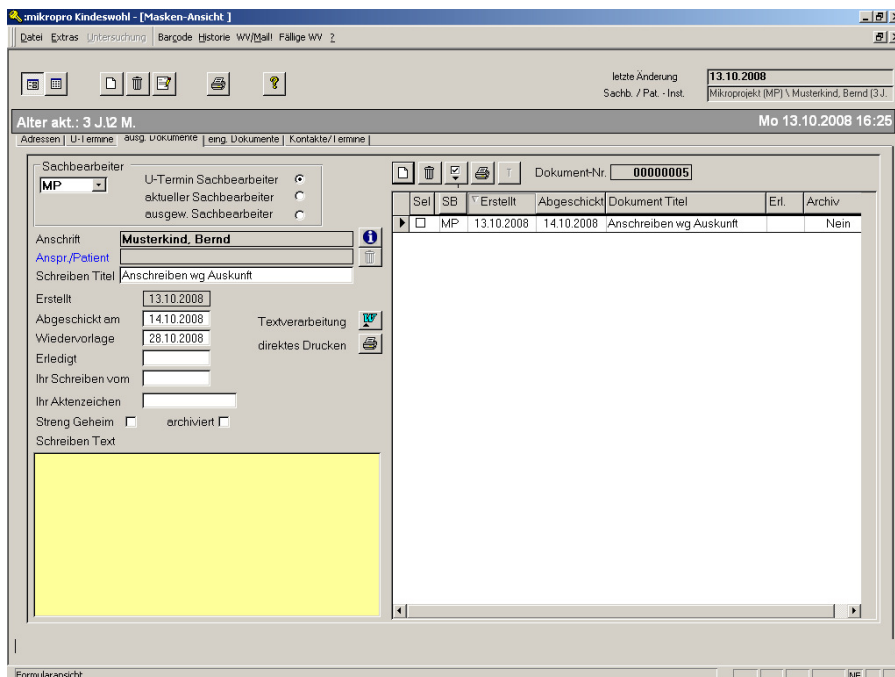 :mikropro Kindeswohl - [Masken-Ansicht ]
Datei Extras Untersuchung Barcode Historie WV/Mail! Fällige WV ?
letzte Änderung 13.10.2008
Sachb. / Pat. - Inst. Mikroprojekt (MP) \ Musterkind, Bernd (3 J.
Alter akt.: 3 J.\2 M. Mo 13.10.2008 16:25
Adressen | U-Termine ausg. Dokumente | eing. Dokumente | Kontakte/Termine |
Sachbearbeiter
MP
U-Termin Sachbearbeiter
aktueller Sachbearbeiter
ausgew. Sachbearbeiter
Anschrift Musterkind, Bernd
Anspr./Patient
Schreiben Titel Anschreiben wg Auskunft
Erstellt 13.10.2008
Abgeschickt am 14.10.2008
Textverarbeitung
Wiedervorlage 28.10.2008
direktes Drucken
Erledigt
Ihr Schreiben vom
Ihr Aktenzeichen
Streng Geheim archiviert
Schreiben Text
T Dokument-Nr. 00000005
Sel SB Erstellt Abgeschickt Dokument Titel Erl. Archiv
MP 13.10.2008 14.10.2008 Anschreiben wg Auskunft Nein
Formularansicht NF